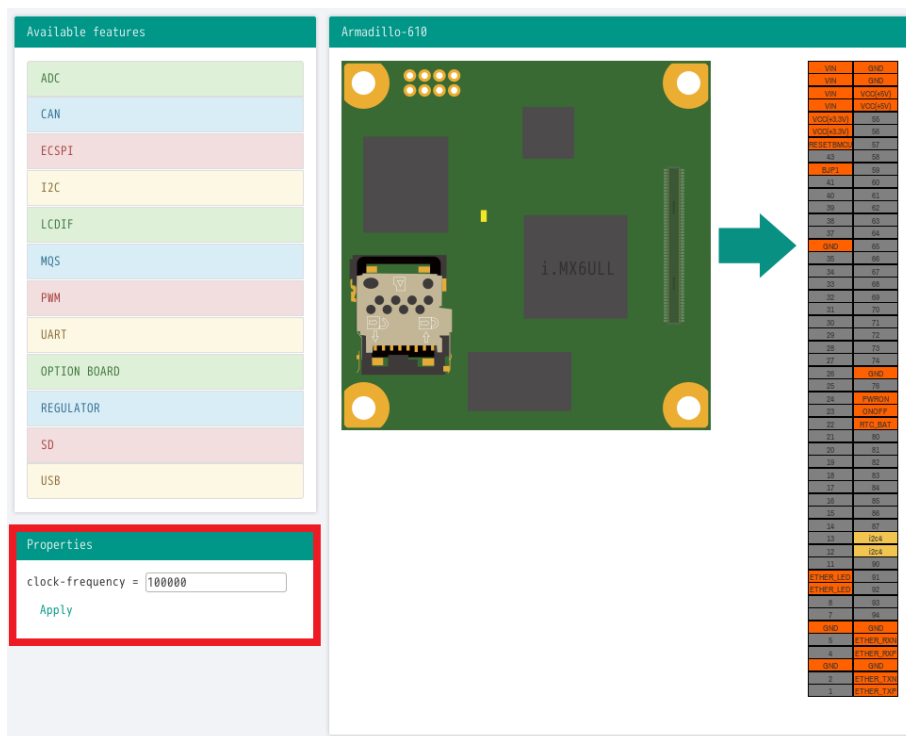 Available features
ADC
CAN
ECSPI
I2C
LCDIF
MQS
PWM
UART
OPTION BOARD
REGULATOR
SD
USB
Properties
clock-frequency = 100000
Apply
Armadillo-610
i.MX6ULL
VIN GND
VIN GND
VIN VCC(+5V)
VIN VCC(+5V)
VCC(+3.3V) 55
VCC(+3.3V) 56
RESETBMCU 57
43 58
BJP1 59
41 60
40 61
39 62
38 63
37 64
GND 65
35 66
34 67
33 68
32 69
31 70
30 71
29 72
28 73
27 74
26 GND
25 76
24 PWRON
23 ONOFF
22 RTC_BAT
21 80
20 81
19 82
18 83
17 84
16 85
15 86
14 87
13 i2c4
12 i2c4
11 90
ETHER_LED 91
ETHER_LED 92
8 93
7 94
GND GND
5 ETHER_RXN
4 ETHER_RXP
GND GND
2 ETHER_TXN
1 ETHER_TXP